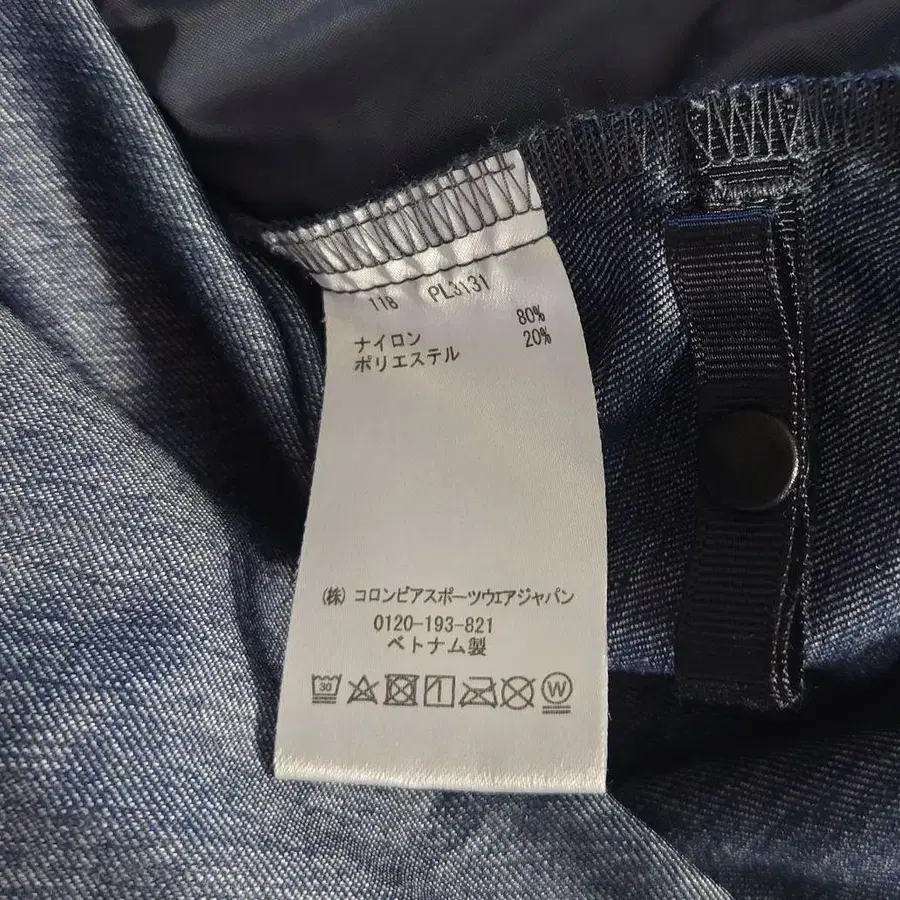 118 PL3131
ナイロン 80%
ポリエステル 20%
(株) コロンビアスポーツウエアジャパン
0120-193-821
ベトナム製
30 W